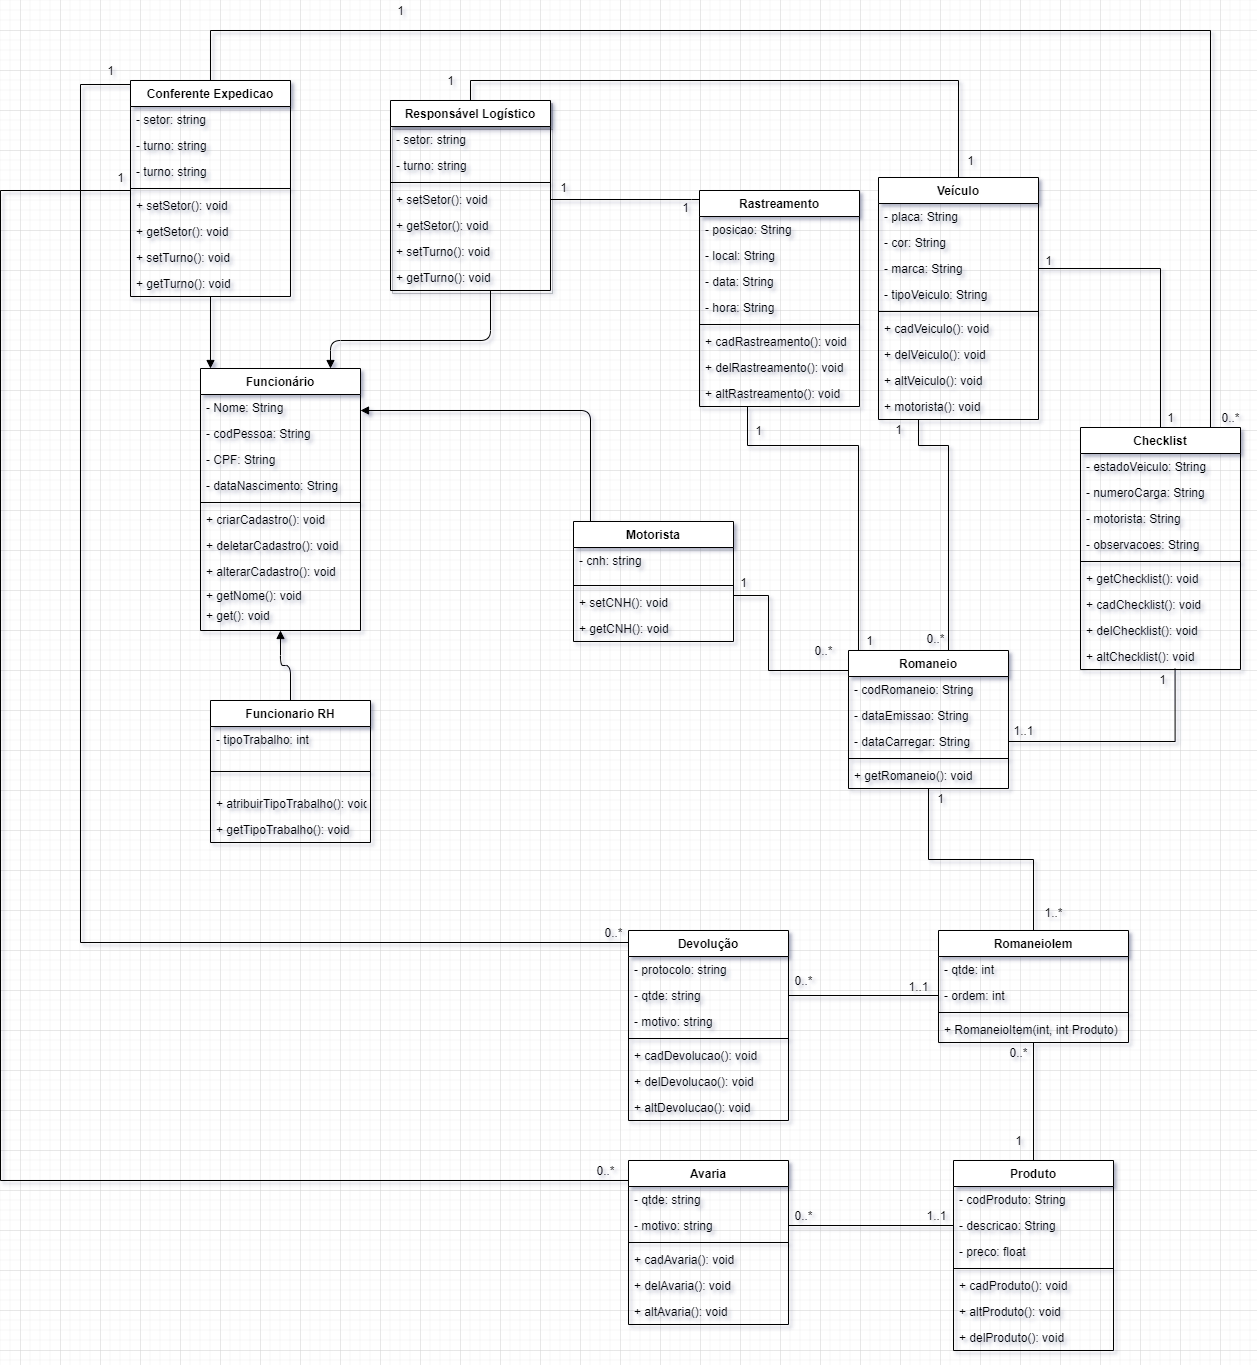 1
1
Conferente Expedicao
- setor: string
- turno: string
- turno: string
1
+ setSetor(): void
+ getSetor(): void
+ setTurno(): void
+ getTurno(): void
1
Responsável Logístico
- setor: string
- turno: string
+ setSetor(): void
+ getSetor(): void
+ setTurno(): void
+ getTurno(): void
1
1
Rastreamento
- posicao: String
- local: String
- data: String
- hora: String
+ cadRastreamento(): void
+ delRastreamento(): void
+ altRastreamento(): void
1
1
Veículo
- placa: String
- cor: String
- marca: String
- tipoVeiculo: String
+ cadVeiculo(): void
+ delVeiculo(): void
+ altVeiculo(): void
+ motorista(): void
1
1
1
0..*
Checklist
- estadoVeiculo: String
- numeroCarga: String
- motorista: String
- observacoes: String
+ getChecklist(): void
+ cadChecklist(): void
+ delChecklist(): void
+ altChecklist(): void
1
Funcionário
- Nome: String
- codPessoa: String
- CPF: String
- dataNascimento: String
+ criarCadastro(): void
+ deletarCadastro(): void
+ alterarCadastro(): void
+ getNome(): void
+ get(): void
Motorista
- cnh: string
+ setCNH(): void
+ getCNH(): void
1
0..*
1
0..*
Romaneio
- codRomaneio: String
- dataEmissao: String
- dataCarregar: String
+ getRomaneio(): void
1..1
1
Funcionario RH
- tipoTrabalho: int
+ atribuirTipoTrabalho(): void
+ getTipoTrabalho(): void
1..*
0..*
Devolução
- protocolo: string
- qtde: string
- motivo: string
+ cadDevolucao(): void
+ delDevolucao(): void
+ altDevolucao(): void
0..*
1..1
RomaneioIem
- qtde: int
- ordem: int
+ RomaneioItem(int, int Produto)
0..*
1
0..*
Avaria
- qtde: string
- motivo: string
+ cadAvaria(): void
+ delAvaria(): void
+ altAvaria(): void
0..*
1..1
Produto
- codProduto: String
- descricao: String
- preco: float
+ cadProduto(): void
+ altProduto(): void
+ delProduto(): void